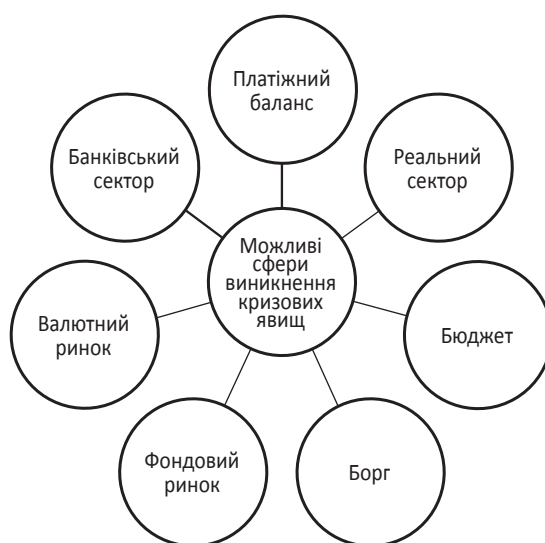 Платіжний
баланс
Банківський
сектор
Реальний
сектор
Можливі
сфери
виникнення
кризових
явищ
Валютний
ринок
Бюджет
Фондовий
ринок
Борг